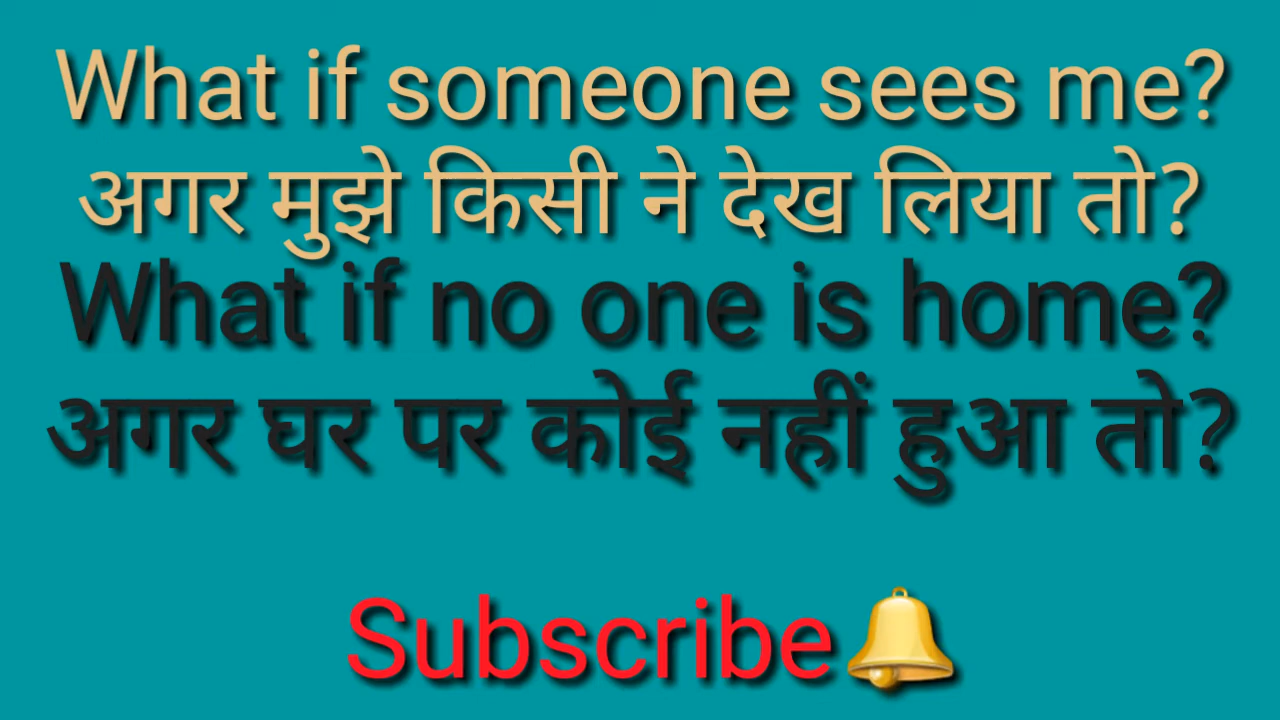 What if someone sees me?
अगर मुझे किसी ने देख लिया तो?
What if no one is home?
अगर घर पर कोई नहीं हुआ तो?
Subscribe🔔